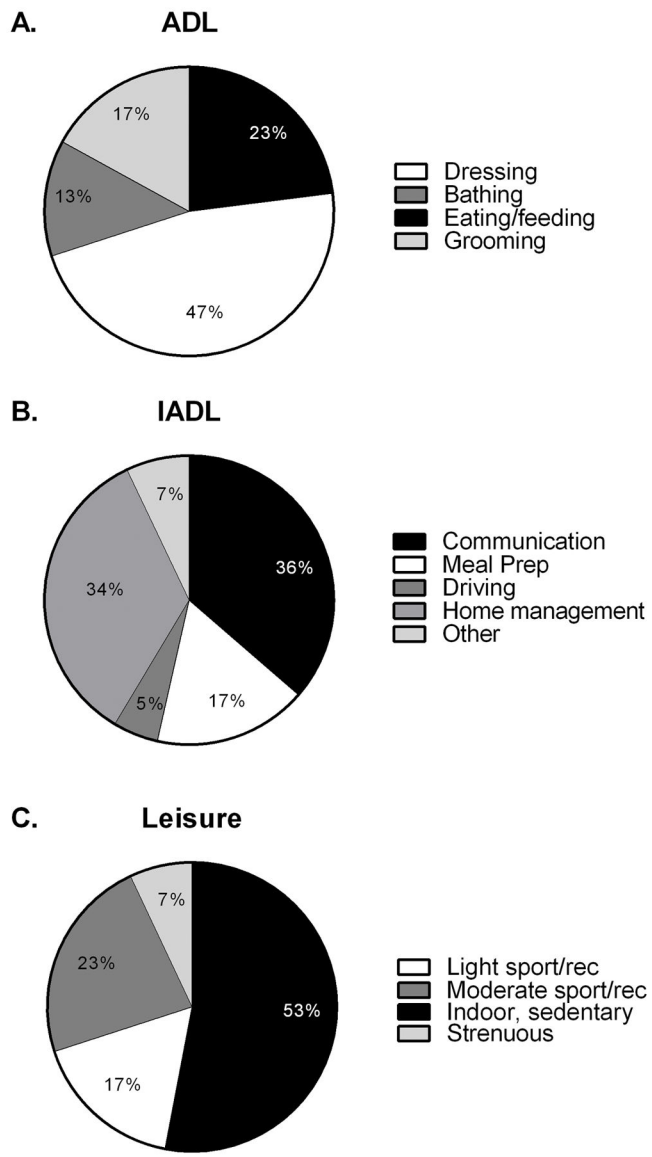 A. ADL
17%
23%
13%
47%
Dressing
Bathing
Eating/feeding
Grooming
B. IADL
7%
36%
34%
5%
17%
Communication
Meal Prep
Driving
Home management
Other
C. Leisure
7%
23%
53%
17%
Light sport/rec
Moderate sport/rec
Indoor, sedentary
Strenuous